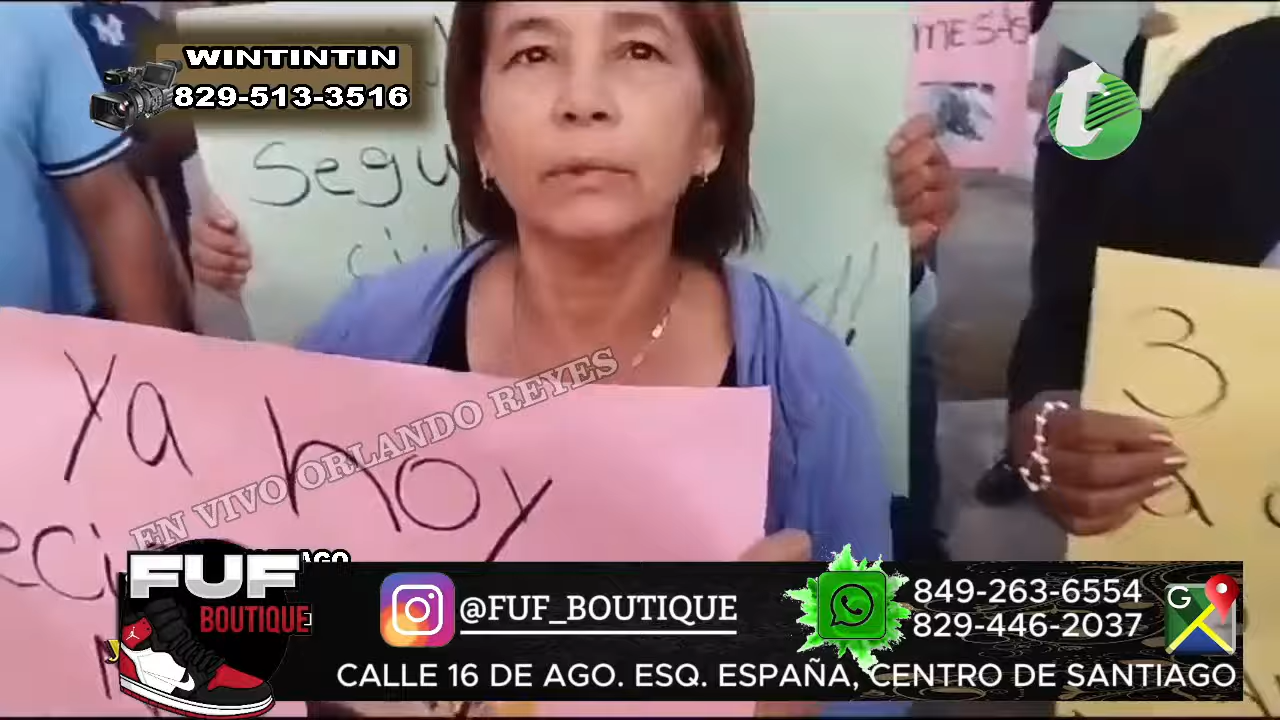 WINTINTIN
829-513-3516
MESAS
t
Segu
!!
Ya hoy
3
EN VIVO ORLANDO REYES
FUF
BOUTIQUE
@FUF_BOUTIQUE
849-263-6554
829-446-2037
G
CALLE 16 DE AGO. ESQ. ESPAÑA, CENTRO DE SANTIAGO